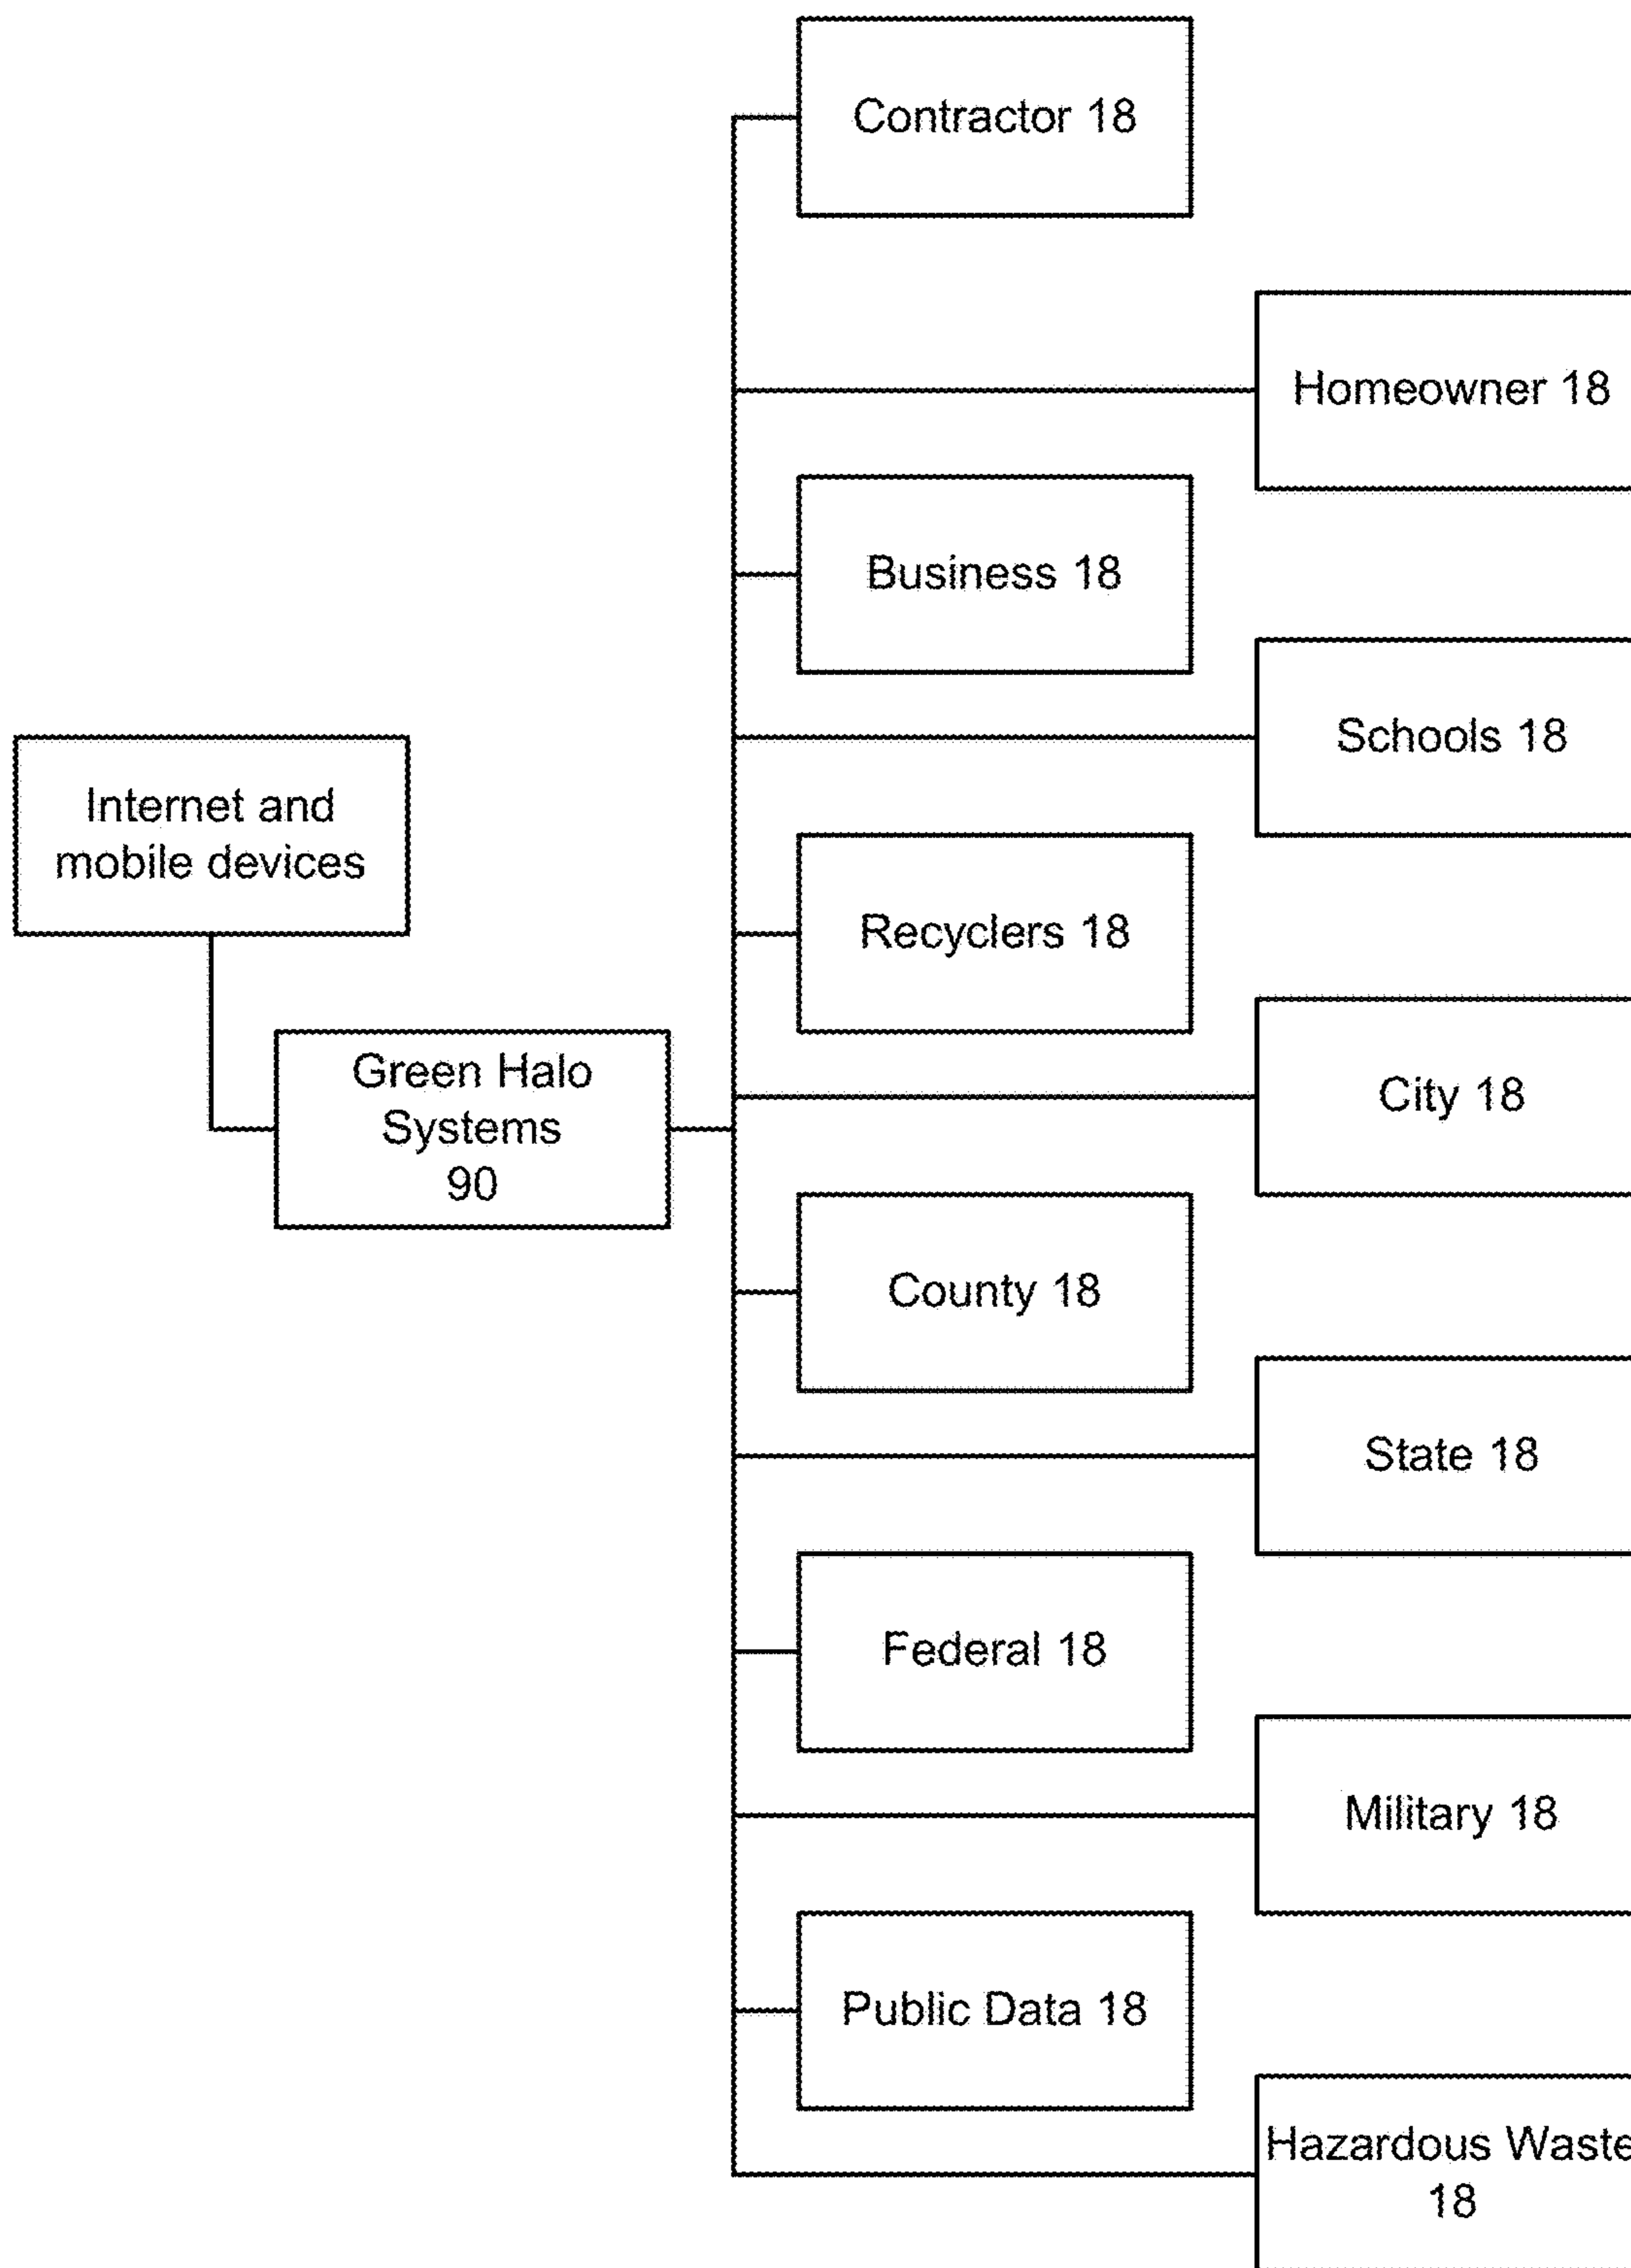 Contractor 18
Homeowner 18
Business 18
Schools 18
Internet and
mobile devices
Recyclers 18
Green Halo
Systems
90
City 18
County 18
State 18
Federal 18
Military 18
Public Data 18
Hazardous Waste
18